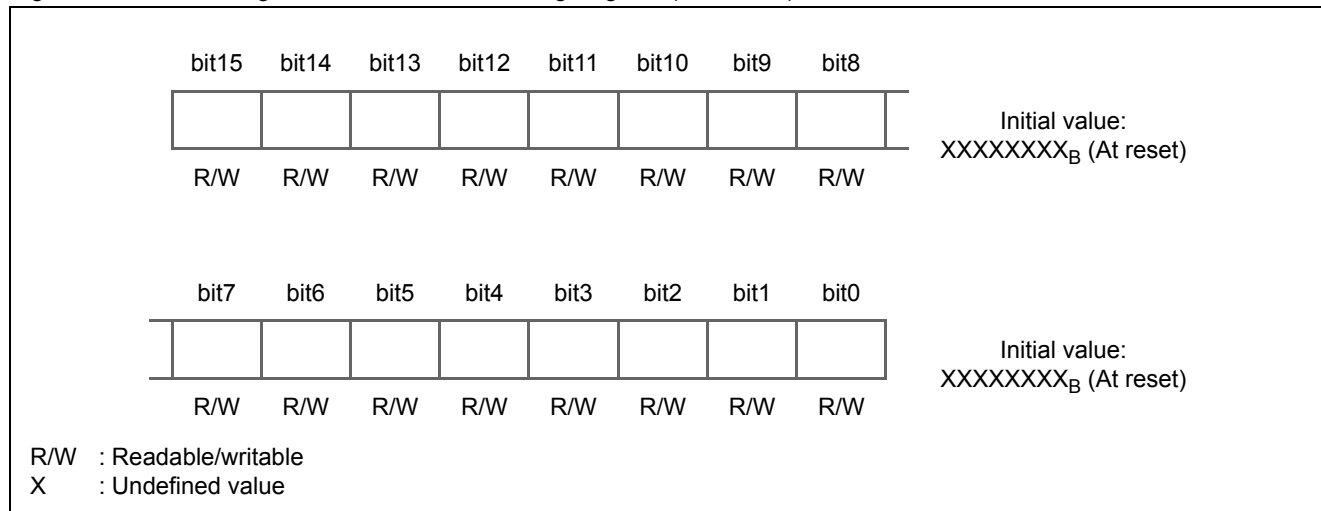 bit15 bit14 bit13 bit12 bit11 bit10 bit9 bit8
Initial value:
XXXXXXXXB (At reset)
R/W R/W R/W R/W R/W R/W R/W R/W
bit7 bit6 bit5 bit4 bit3 bit2 bit1 bit0
Initial value:
XXXXXXXXB (At reset)
R/W R/W R/W R/W R/W R/W R/W R/W
R/W : Readable/writable
X : Undefined value